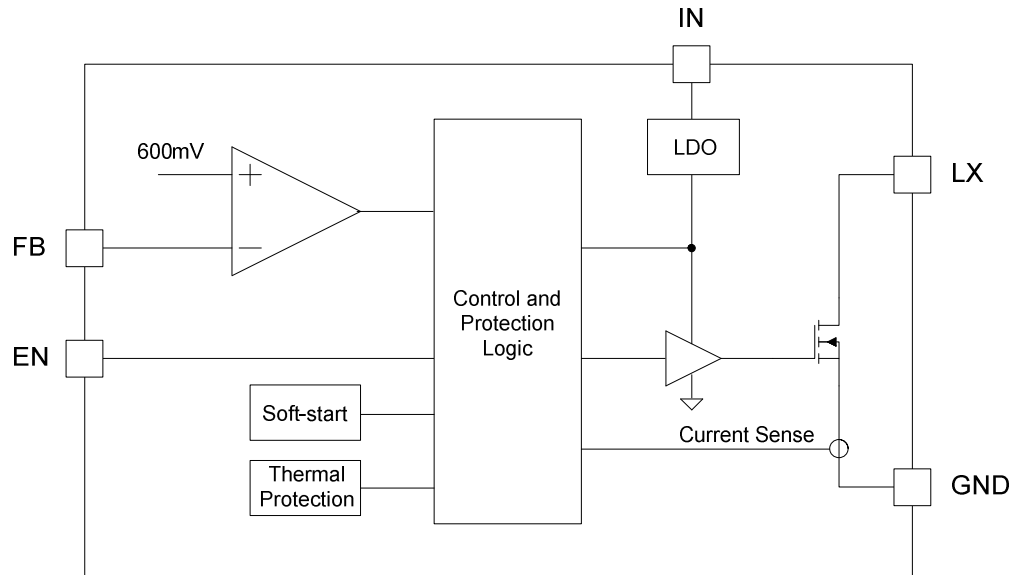 IN
600mV
+
−
LDO
LX
FB
Control and
Protection
Logic
EN
Soft-start
Current Sense
Thermal
Protection
GND